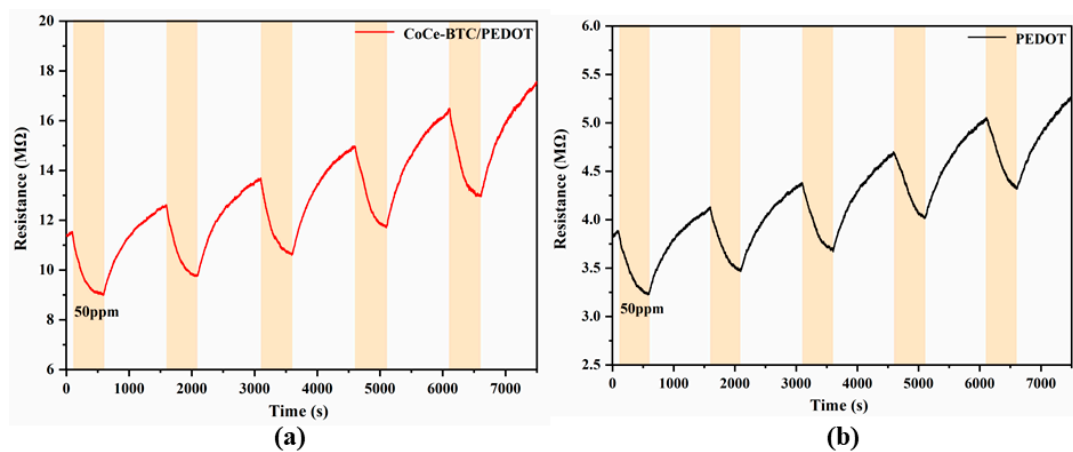 20
18
16
14
12
10
8
6
Resistance (MΩ)
CoCe-BTC/PEDOT
50ppm
0 1000 2000 3000 4000 5000 6000 7000
Time (s)
(a)
6.0
5.5
5.0
4.5
4.0
3.5
3.0
2.5
Resistance (MΩ)
PEDOT
50ppm
0 1000 2000 3000 4000 5000 6000 7000
Time (s)
(b)